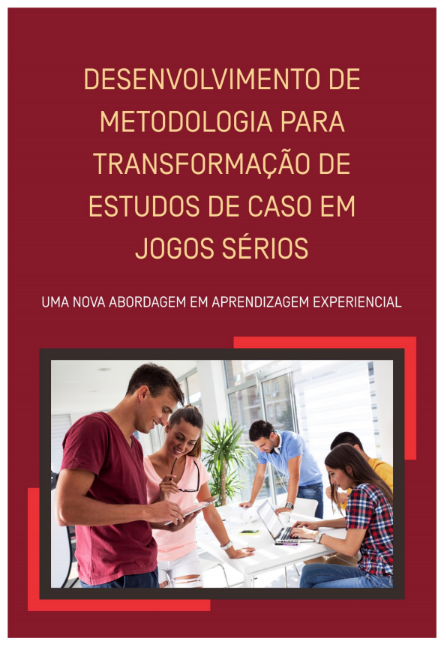 DESENVOLVIMENTO DE
METODOLOGIA PARA
TRANSFORMAÇÃO DE
ESTUDOS DE CASO EM
JOGOS SÉRIOS
UMA NOVA ABORDAGEM EM APRENDIZAGEM EXPERIENCIAL